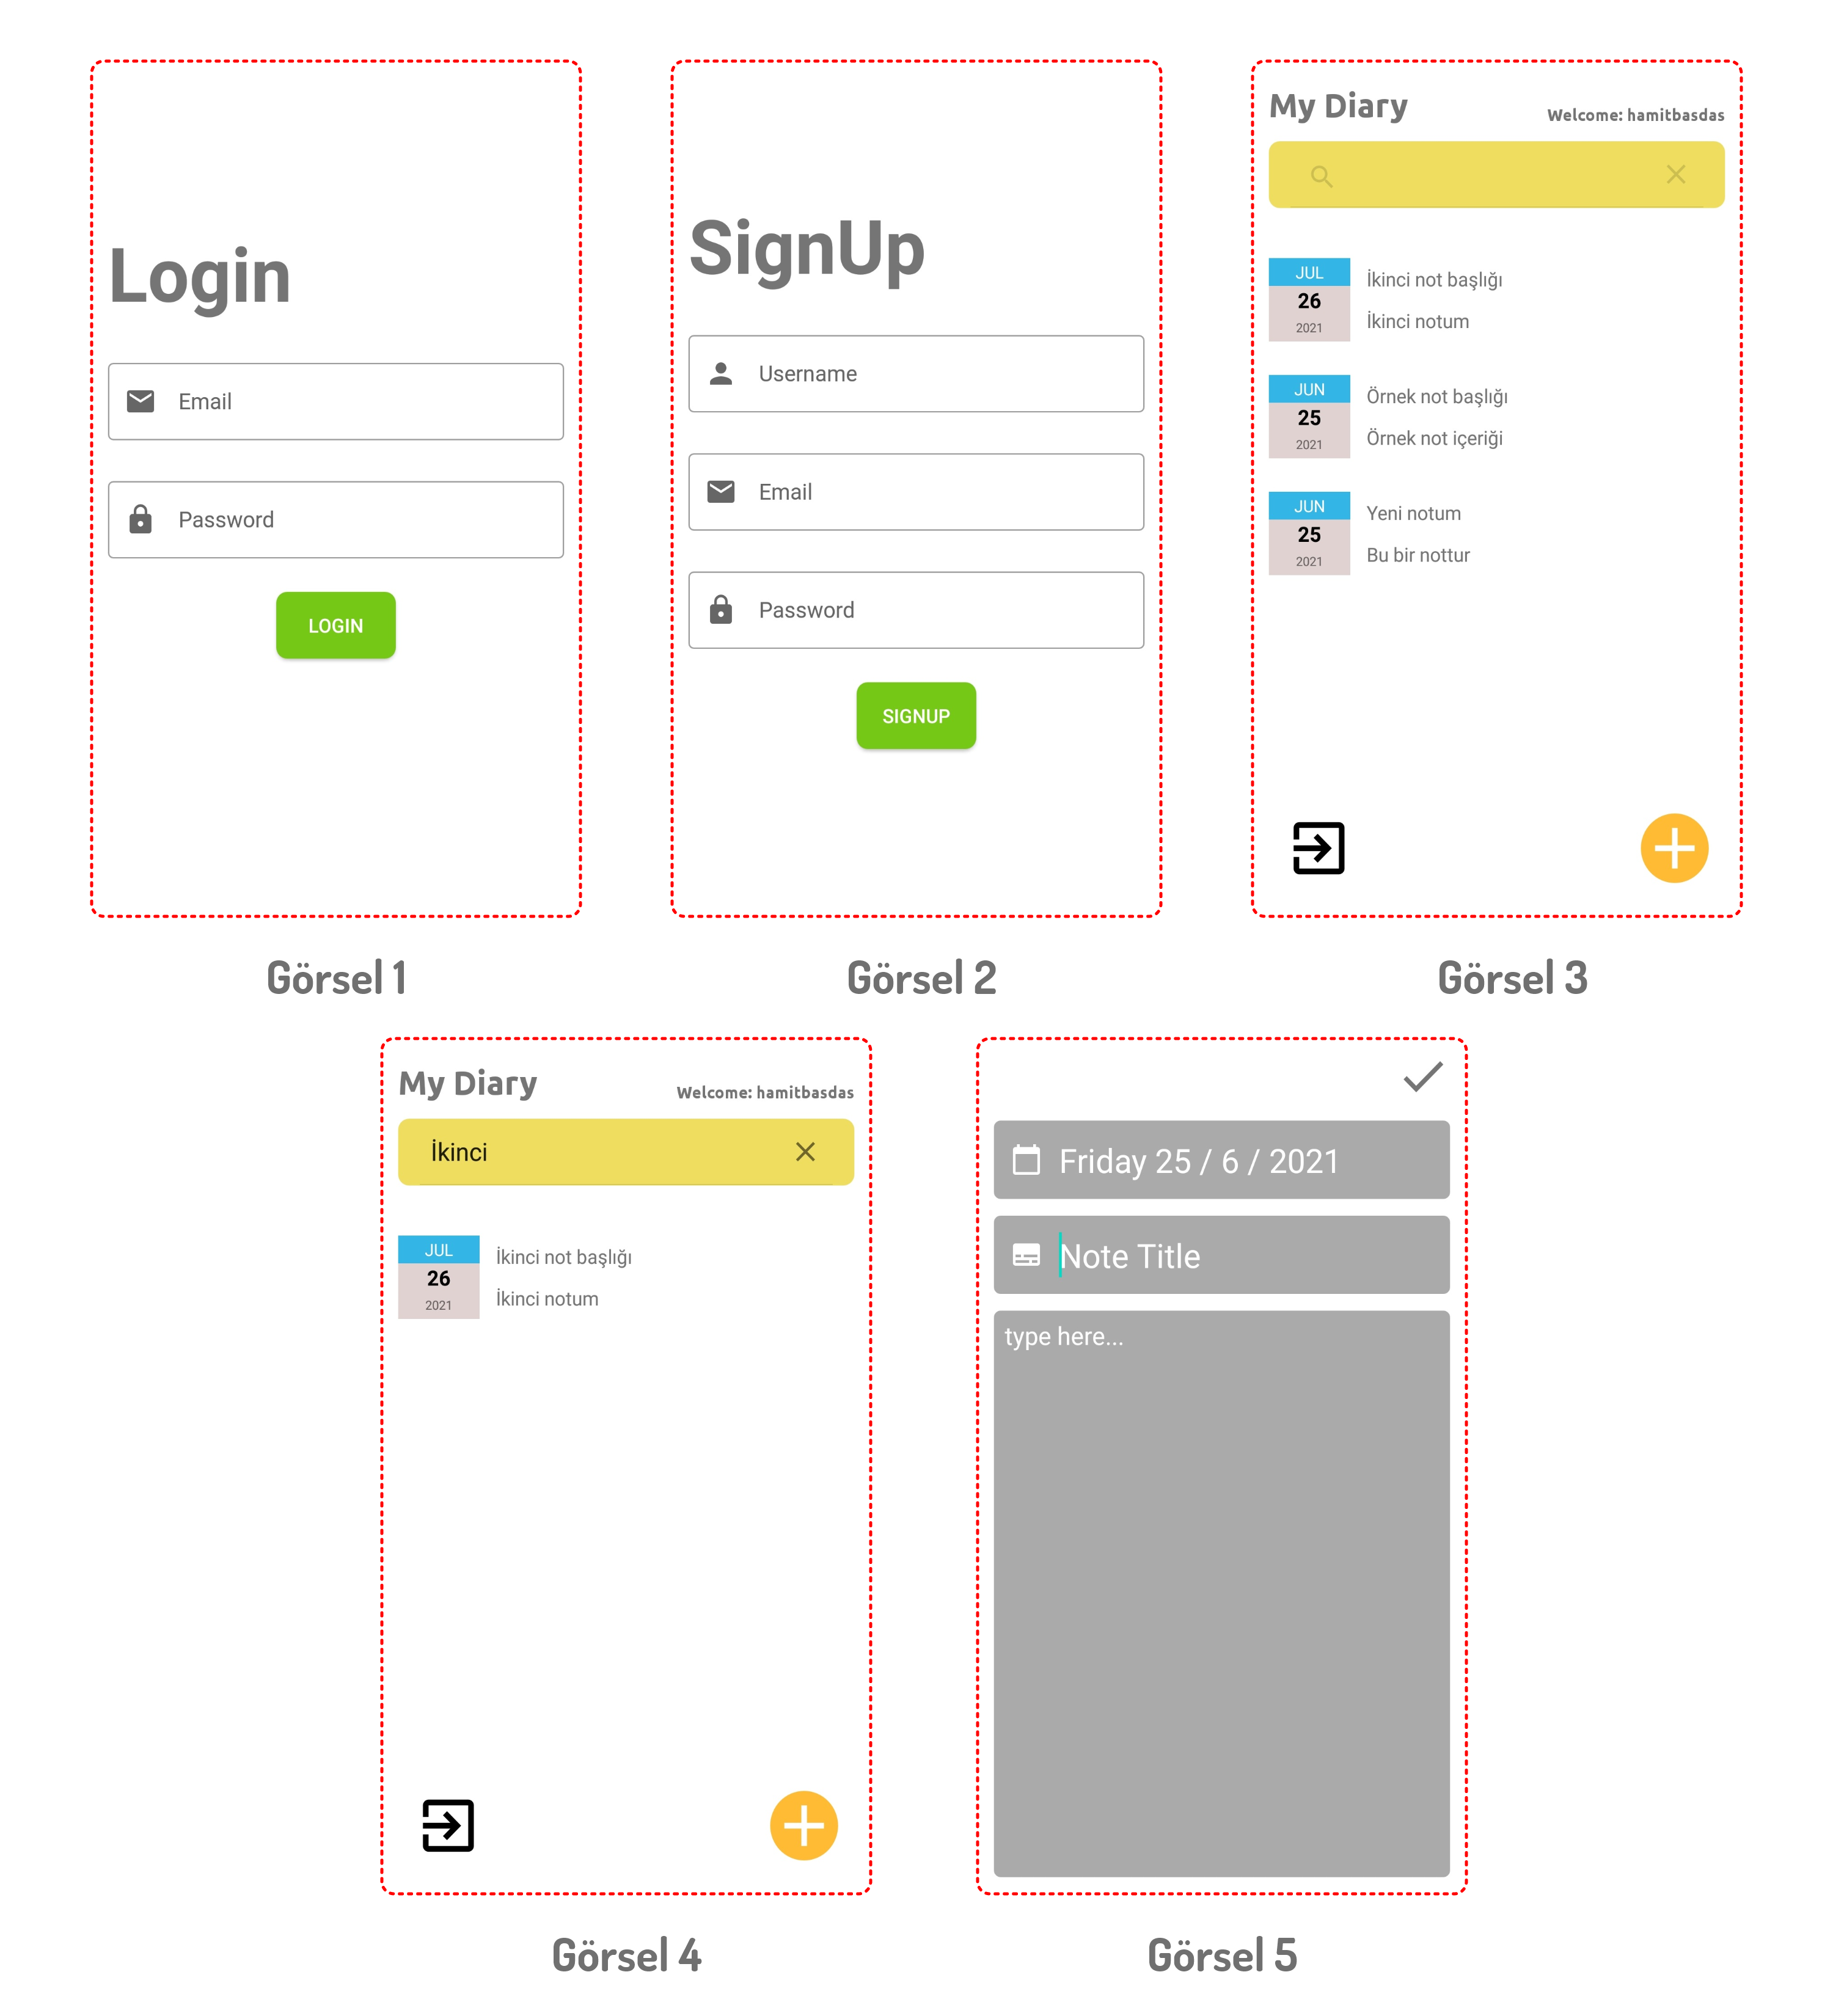 Login
Email
Password
LOGIN
Görsel 1
SignUp
Username
Email
Password
SIGNUP
Görsel 2
My Diary
Welcome: hamitbasdas
JUL
26
2021
İkinci not başlığı
İkinci notum
JUN
25
2021
Örnek not başlığı
Örnek not içeriği
JUN
25
2021
Yeni notum
Bu bir nottur
Görsel 3
My Diary
Welcome: hamitbasdas
İkinci
JUL
26
2021
İkinci not başlığı
İkinci notum
Görsel 4
Friday 25 / 6 / 2021
Note Title
type here...
Görsel 5